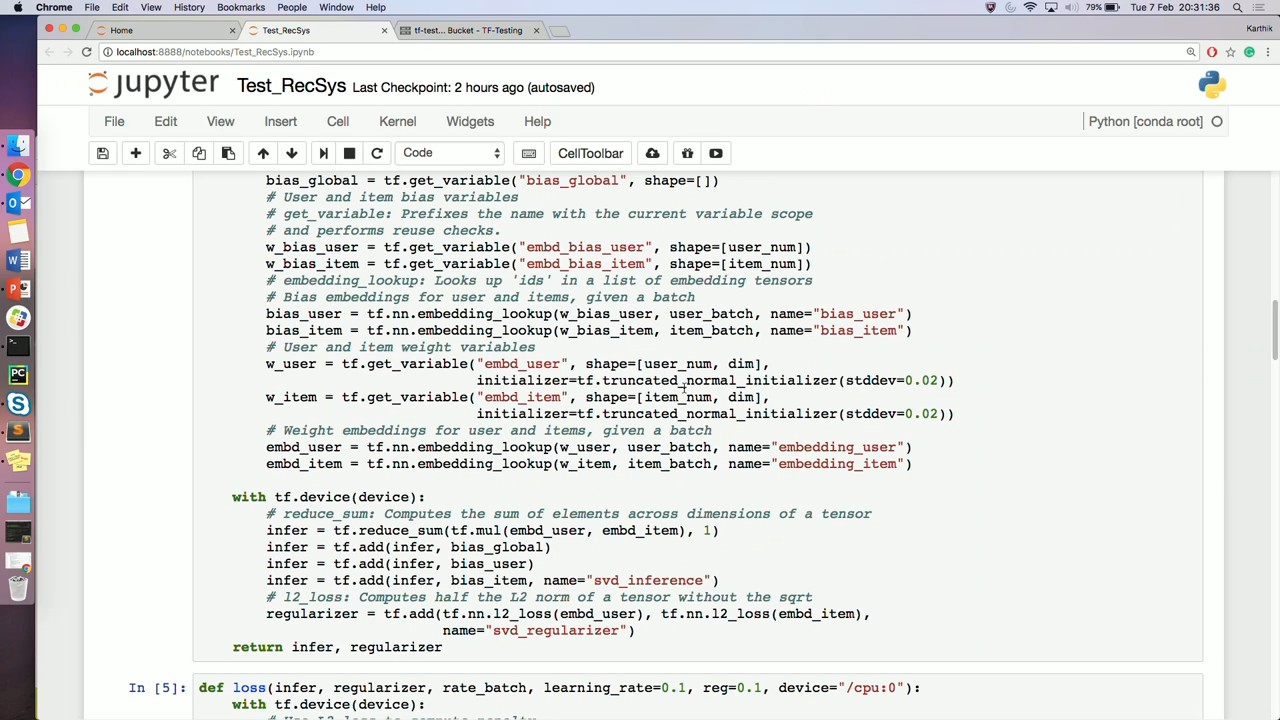 Chrome File Edit View History Bookmarks People Window Help 79% Tue 7 Feb 20:31:36
Home Test_RecSys tf-test... Bucket - TF-Testing Karthik
localhost:8888/notebooks/Test_RecSys.ipynb
jupyter Test_RecSys Last Checkpoint: 2 hours ago (autosaved)
File Edit View Insert Cell Kernel Widgets Help Python [conda root]
Code CellToolbar
bias_global = tf.get_variable("bias_global", shape=[])
# User and item bias variables
# get_variable: Prefixes the name with the current variable scope
# and performs reuse checks.
w_bias_user = tf.get_variable("embd_bias_user", shape=[user_num])
w_bias_item = tf.get_variable("embd_bias_item", shape=[item_num])
# embedding_lookup: Looks up 'ids' in a list of embedding tensors
# Bias embeddings for user and items, given a batch
bias_user = tf.nn.embedding_lookup(w_bias_user, user_batch, name="bias_user")
bias_item = tf.nn.embedding_lookup(w_bias_item, item_batch, name="bias_item")
# User and item weight variables
w_user = tf.get_variable("embd_user", shape=[user_num, dim],
initializer=tf.truncated_normal_initializer(stddev=0.02))
w_item = tf.get_variable("embd_item", shape=[item_num, dim],
initializer=tf.truncated_normal_initializer(stddev=0.02))
# Weight embeddings for user and items, given a batch
embd_user = tf.nn.embedding_lookup(w_user, user_batch, name="embedding_user")
embd_item = tf.nn.embedding_lookup(w_item, item_batch, name="embedding_item")
with tf.device(device):
# reduce_sum: Computes the sum of elements across dimensions of a tensor
infer = tf.reduce_sum(tf.mul(embd_user, embd_item), 1)
infer = tf.add(infer, bias_global)
infer = tf.add(infer, bias_user)
infer = tf.add(infer, bias_item, name="svd_inference")
# l2_loss: Computes half the L2 norm of a tensor without the sqrt
regularizer = tf.add(tf.nn.l2_loss(embd_user), tf.nn.l2_loss(embd_item),
name="svd_regularizer")
return infer, regularizer
In [5]: def loss(infer, regularizer, rate_batch, learning_rate=0.1, reg=0.1, device="/cpu:0"):
with tf.device(device):
# Use L2 loss to compute penalty